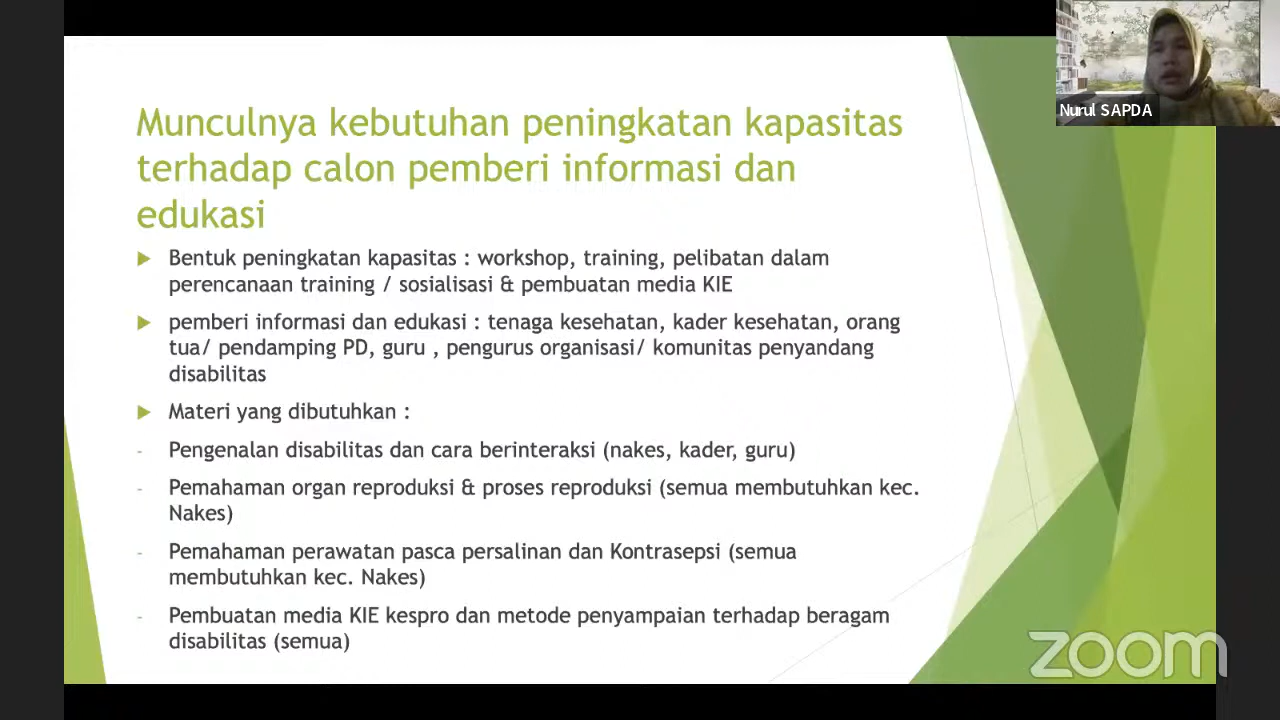 Munculnya kebutuhan peningkatan kapasitas
terhadap calon pemberi informasi dan
edukasi
Bentuk peningkatan kapasitas : workshop, training, pelibatan dalam
perencanaan training / sosialisasi & pembuatan media KIE
pemberi informasi dan edukasi : tenaga kesehatan, kader kesehatan, orang
tua/ pendamping PD, guru , pengurus organisasi/ komunitas penyandang
disabilitas
Materi yang dibutuhkan :
- Pengenalan disabilitas dan cara berinteraksi (nakes, kader, guru)
- Pemahaman organ reproduksi & proses reproduksi (semua membutuhkan kec.
Nakes)
- Pemahaman perawatan pasca persalinan dan Kontrasepsi (semua
membutuhkan kec. Nakes)
- Pembuatan media KIE kespro dan metode penyampaian terhadap beragam
disabilitas (semua)
Nurul SAPDA
zoom